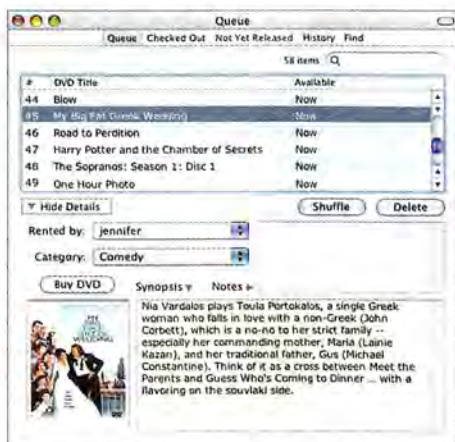 Queue
Queue Checked Out Not Yet Released History Find
58 items
# DVD Title Available
44 Blow Now
45 My Big Fat Greek Wedding Now
46 Road to Perdition Now
47 Harry Potter and the Chamber of Secrets Now
48 The Sopranos: Season 1: Disc 1 Now
49 One Hour Photo Now
Hide Details Shuffle Delete
Rented by: jennifer
Category: Comedy
Buy DVD Synopsis Notes
Nia Vardalos plays Toula Portokalos, a single Greek
woman who falls in love with a non-Greek (John
Corbett), which is a no-no to her strict family --
especially her commanding mother, Maria (Lainie
Kazan), and her traditional father, Gus (Michael
Constantine). Think of it as a cross between Meet the
Parents and Guess Who's Coming to Dinner ... with a
flavoring on the souvlaki side.
MY
BIG
FAT
GREEK
WEDDING